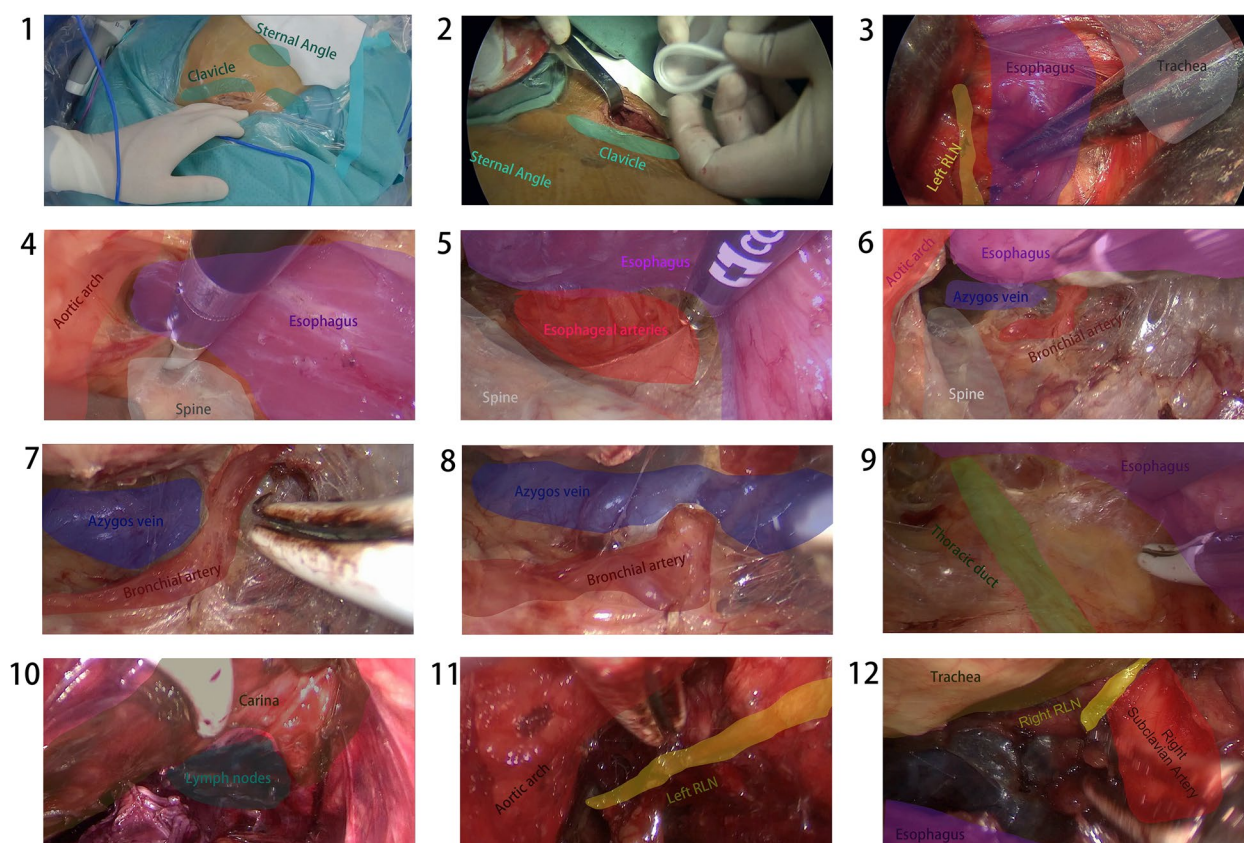 1
Sternal Angle
Clavicle
2
Clavicle
Sternal Angle
3
Esophagus
Trachea
Left RLN
4
Aortic arch
Esophagus
Spine
5
Esophagus
Esophageal arteries
Spine
6
Aortic arch
Esophagus
Azygos vein
Bronchial artery
Spine
7
Azygos vein
Bronchial artery
8
Azygos vein
Bronchial artery
9
Esophagus
Thoracic duct
10
Carina
Lymph nodes
11
Aortic arch
Left RLN
12
Trachea
Right RLN
Right
Subclavian Artery
Esophagus